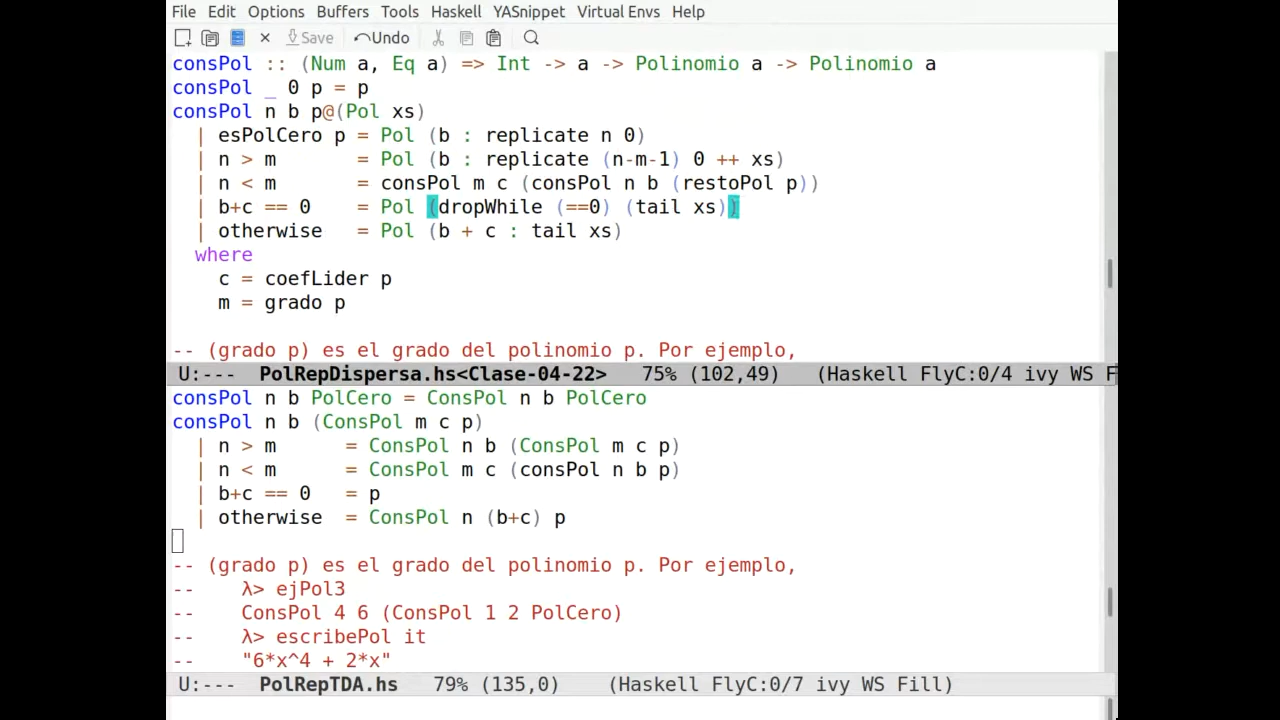 File Edit Options Buffers Tools Haskell YASnippet Virtual Envs Help
Save Undo
consPol :: (Num a, Eq a) => Int -> a -> Polinomio a -> Polinomio a
consPol _ 0 p = p
consPol n b p@(Pol xs)
| esPolCero p = Pol (b : replicate n 0)
| n > m = Pol (b : replicate (n-m-1) 0 ++ xs)
| n < m = consPol m c (consPol n b (restoPol p))
| b+c == 0 = Pol (dropWhile (==0) (tail xs))
| otherwise = Pol (b + c : tail xs)
where
c = coefLider p
m = grado p
-- (grado p) es el grado del polinomio p. Por ejemplo,
U:--- PolRepDispersa.hs<Clase-04-22> 75% (102,49) (Haskell FlyC:0/4 ivy WS F
consPol n b PolCero = ConsPol n b PolCero
consPol n b (ConsPol m c p)
| n > m = ConsPol n b (ConsPol m c p)
| n < m = ConsPol m c (consPol n b p)
| b+c == 0 = p
| otherwise = ConsPol n (b+c) p
-- (grado p) es el grado del polinomio p. Por ejemplo,
-- λ> ejPol3
-- ConsPol 4 6 (ConsPol 1 2 PolCero)
-- λ> escribePol it
-- "6*x^4 + 2*x"
U:--- PolRepTDA.hs 79% (135,0) (Haskell FlyC:0/7 ivy WS Fill)